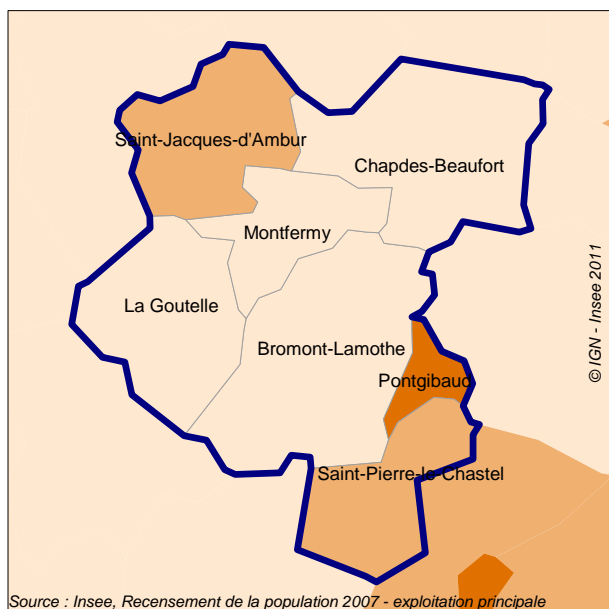 Saint-Jacques-d'Ambur
Chapdes-Beaufort
Montfermy
La Goutelle
Bromont-Lamothe
Pontgibaud
Saint-Pierre-le-Chastel
© IGN - Insee 2011
Source : Insee, Recensement de la population 2007 - exploitation principale